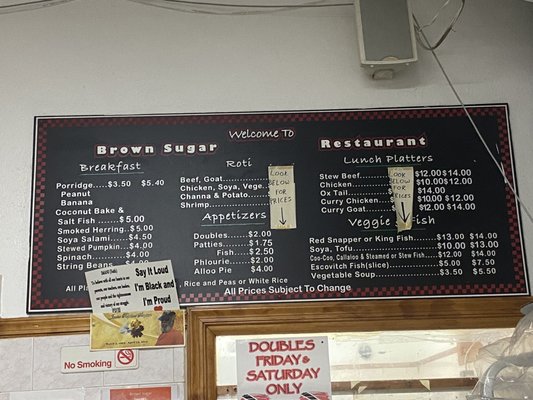 Welcome To
Brown Sugar Restaurant
Breakfast
Porridge....$3.50 $5.40
Peanut
Banana
Coconut Bake &
Salt Fish......$5.00
Smoked Herring....$5.00
Soya Salami.....$4.50
Stewed Pumpkin....$4.00
Spinach......$4.00
String Beans
Say It Loud
I'm Black and
I'm Proud
Roti
Beef, Goat
Chicken, Soya, Vege
Channa & Potato
Shrimp
LOOK
BELOW
FOR
PRICES
Appetizers
Doubles.......$2.00
Patties.......$1.75
Fish.......$2.50
Phlourie.......$2.00
Alloo Pie.......$4.00
Lunch Platters
Stew Beef $12.00 $14.00
Chicken $10.00 $12.00
Ox Tail $14.00
Curry Chicken $10.00 $12.00
Curry Goat $12.00 $14.00
LOOK
BELOW
FOR
PRICES
Veggie Fish
Red Snapper or King Fish.......$13.00 $14.00
Soya, Tofu.......$10.00 $13.00
Coo-Coo, Callaloo & Steamed or Stew Fish.......$12.00 $14.00
Escovitch Fish(slice).......$5.00 $7.50
Vegetable Soup.......$3.50 $5.50
All
Rice and Peas or White Rice
All Prices Subject To Change
No Smoking
DOUBLES
FRIDAY &
SATURDAY
ONLY